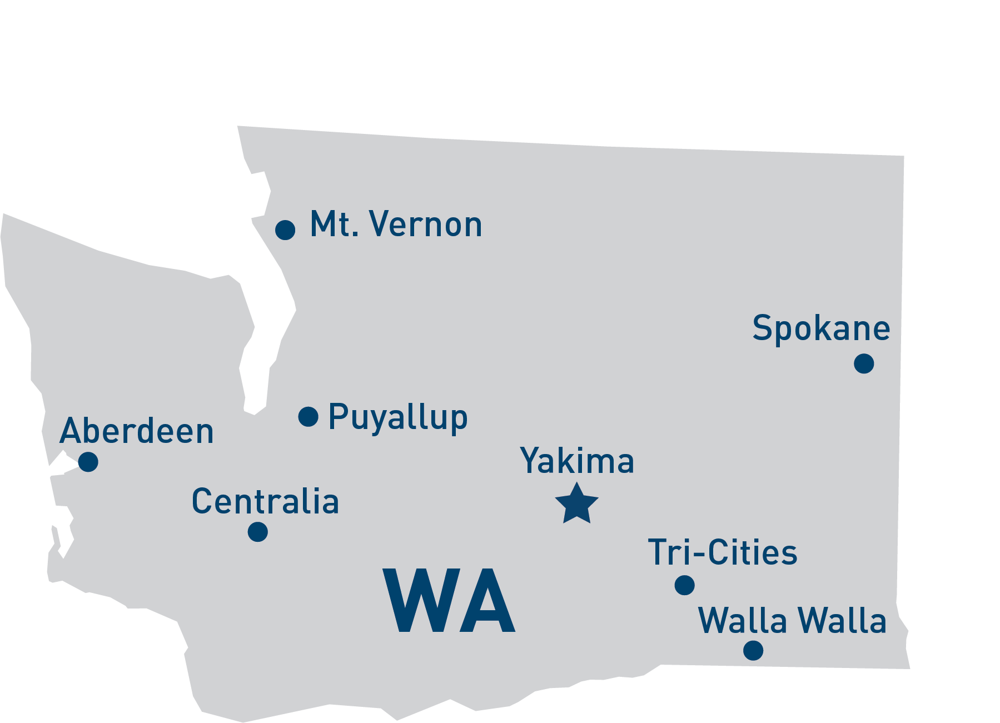 Mt. Vernon
Spokane
Puyallup
Aberdeen
Yakima
Centralia
Tri-Cities
WA
Walla Walla